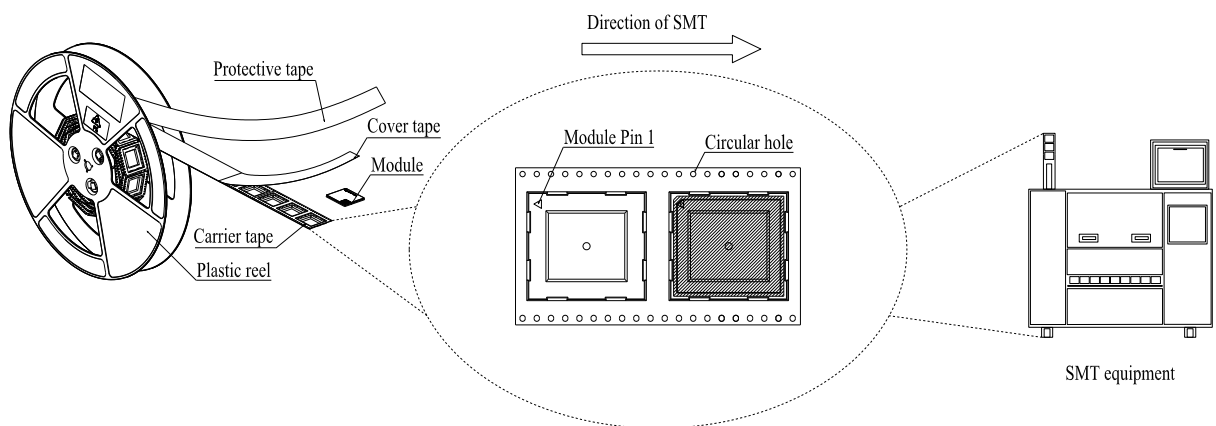 Direction of SMT
Protective tape
Cover tape
Module
Module Pin 1
Circular hole
Carrier tape
Plastic reel
SMT equipment